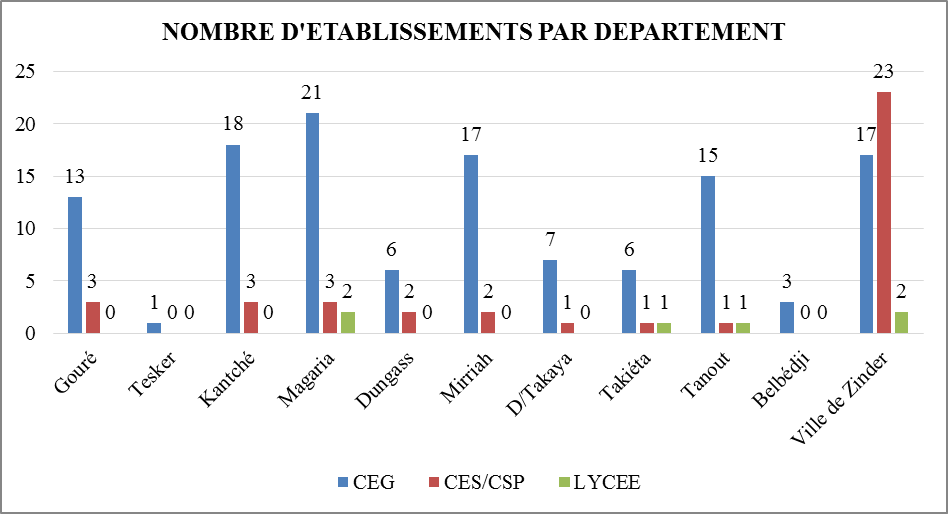 NOMBRE D'ETABLISSEMENTS PAR DEPARTEMENT
25
20
15
10
5
0
13 3 0
1 0 0
18 3 0
21 3 2
6 2 0
17 2 0
7 1 0
6 1 1
15 1 1
3 0 0
17 23 2
Gouré
Tesker
Kantché
Magaria
Dungass
Mirriah
D/Takaya
Takiéta
Tanout
Belbédji
Ville de Zinder
CEG CES/CSP LYCEE